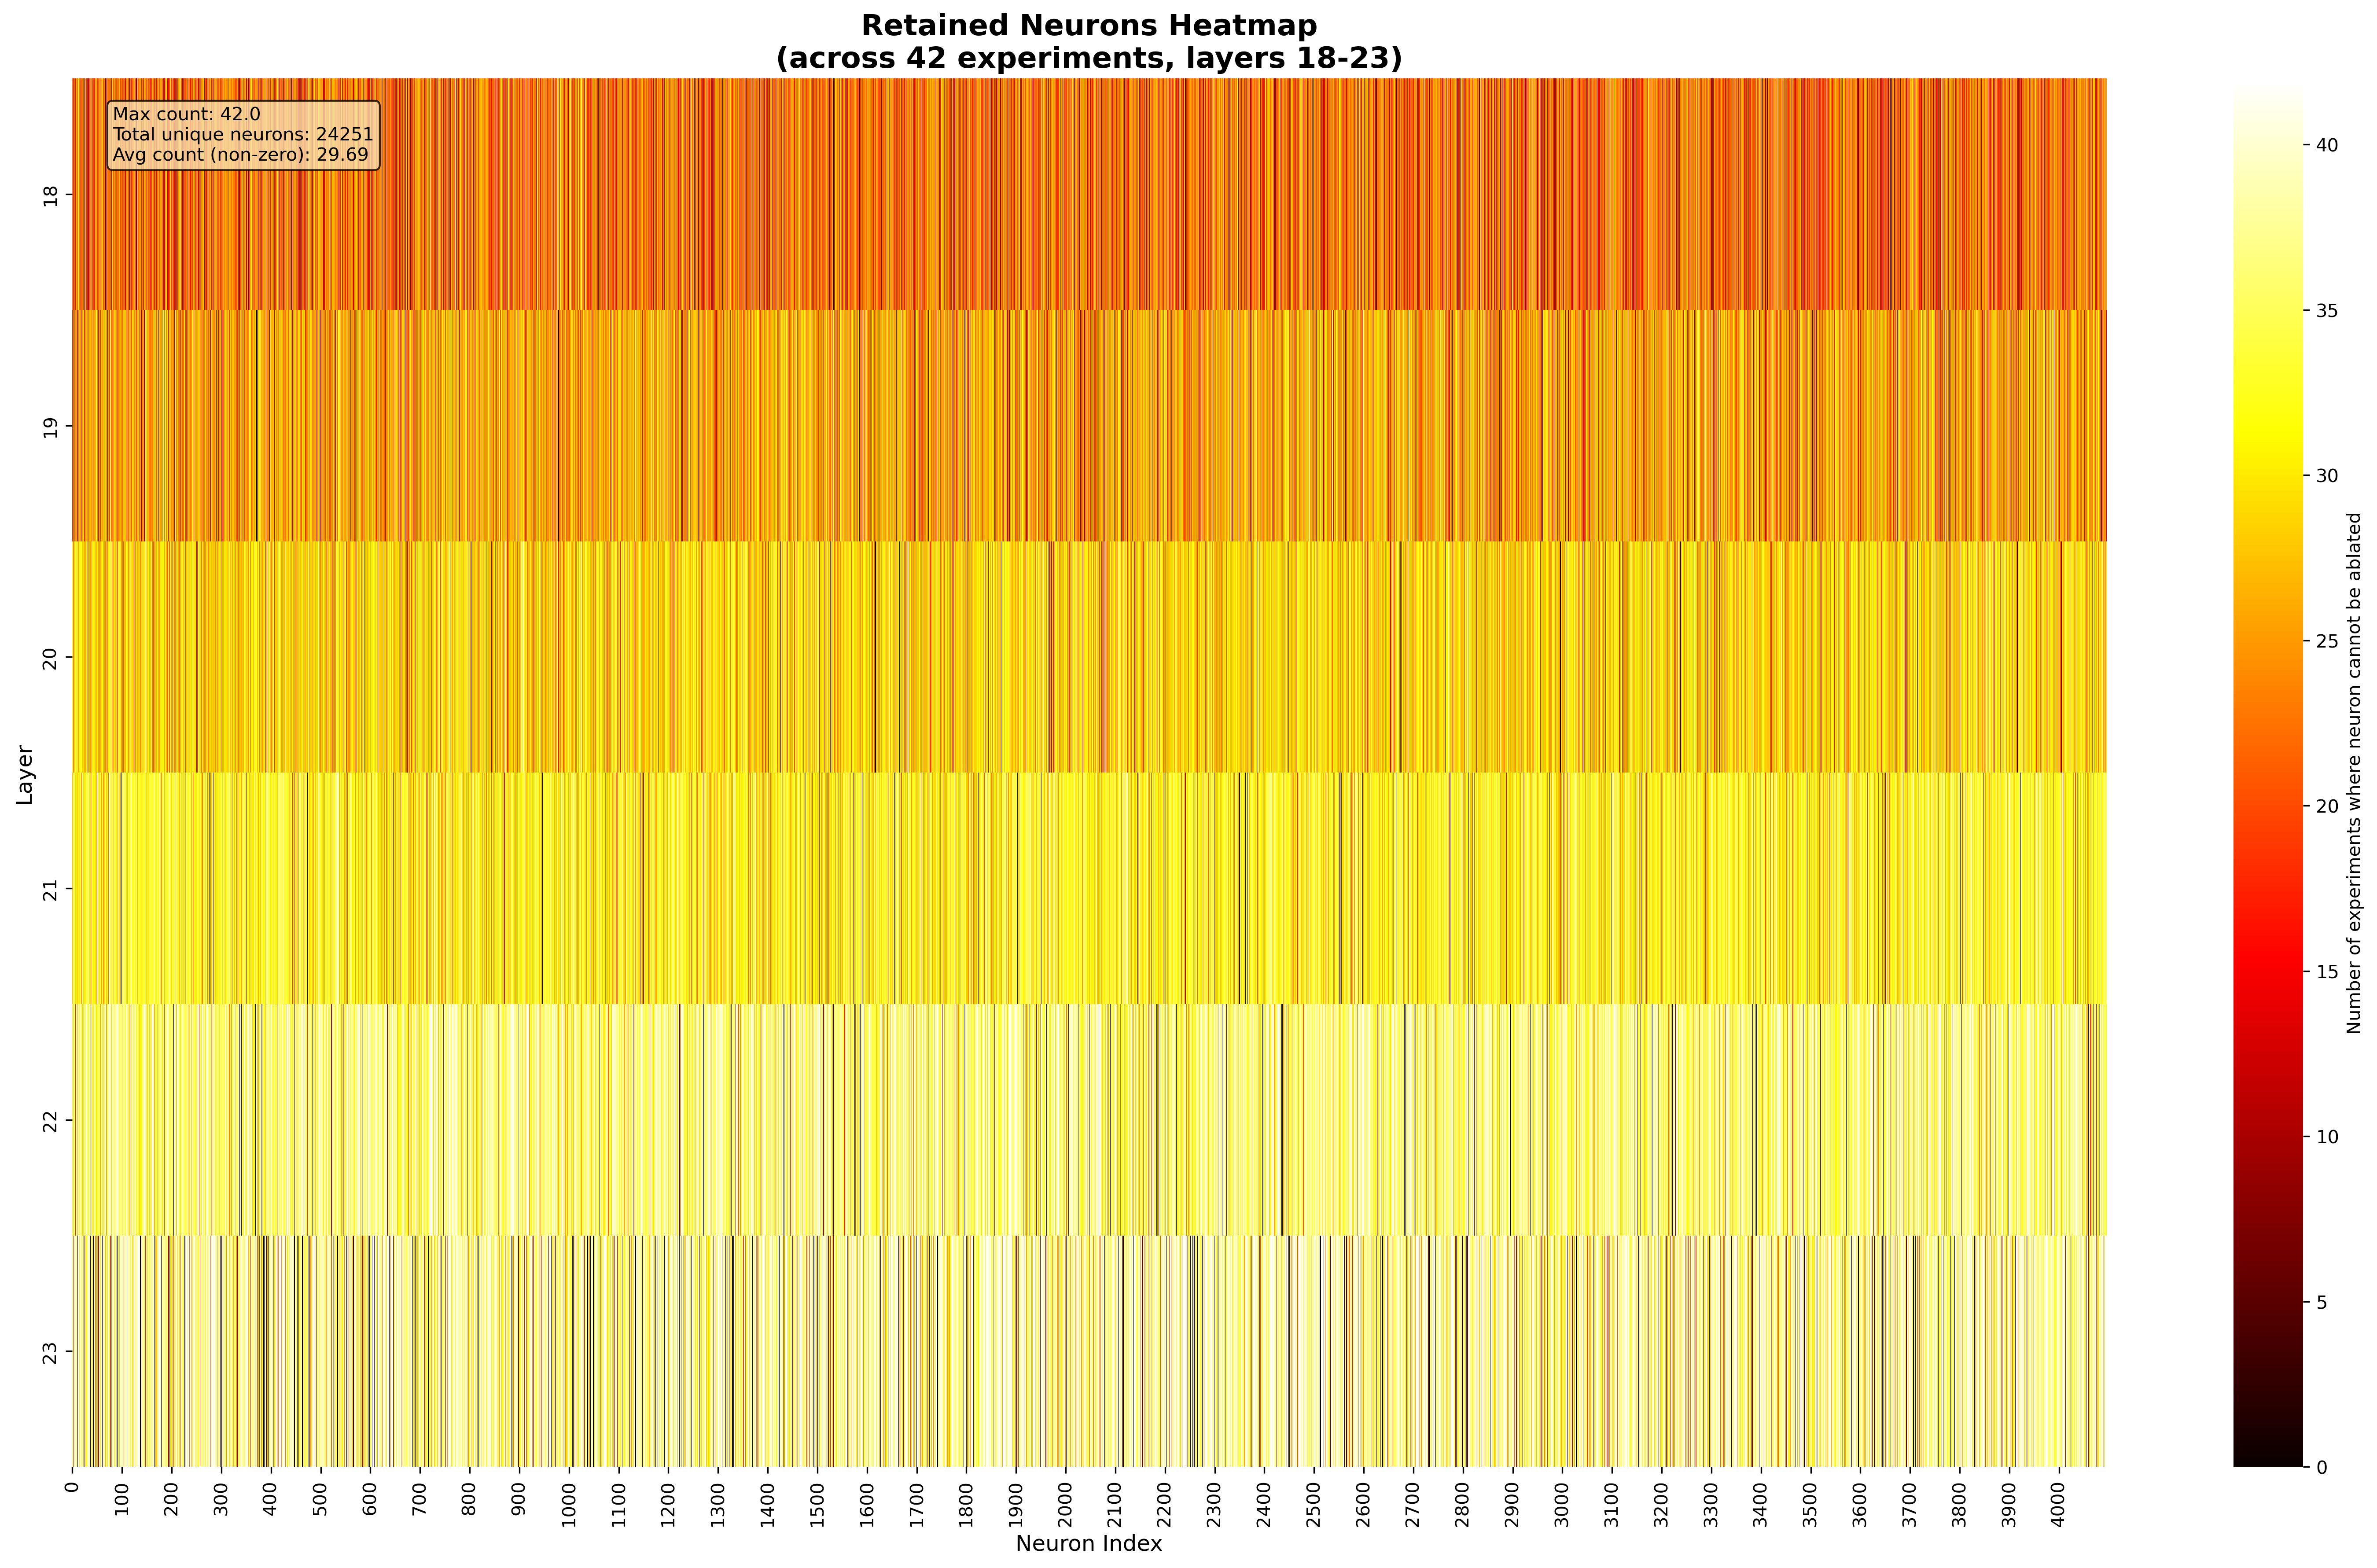 Retained Neurons Heatmap
(across 42 experiments, layers 18-23)
Max count: 42.0
Total unique neurons: 24251
Avg count (non-zero): 29.69
Layer
18
19
20
21
22
23
0 100 200 300 400 500 600 700 800 900 1000 1100 1200 1300 1400 1500 1600 1700 1800 1900 2000 2100 2200 2300 2400 2500 2600 2700 2800 2900 3000 3100 3200 3300 3400 3500 3600 3700 3800 3900 4000
Neuron Index
40
35
30
25
20
15
10
5
0
Number of experiments where neuron cannot be ablated